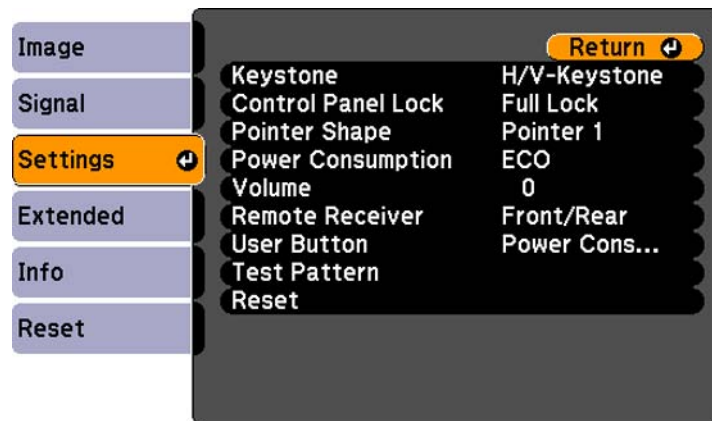 Image
Signal
Settings
Extended
Info
Reset
Return
Keystone H/V-Keystone
Control Panel Lock Full Lock
Pointer Shape Pointer 1
Power Consumption ECO
Volume 0
Remote Receiver Front/Rear
User Button Power Cons...
Test Pattern
Reset